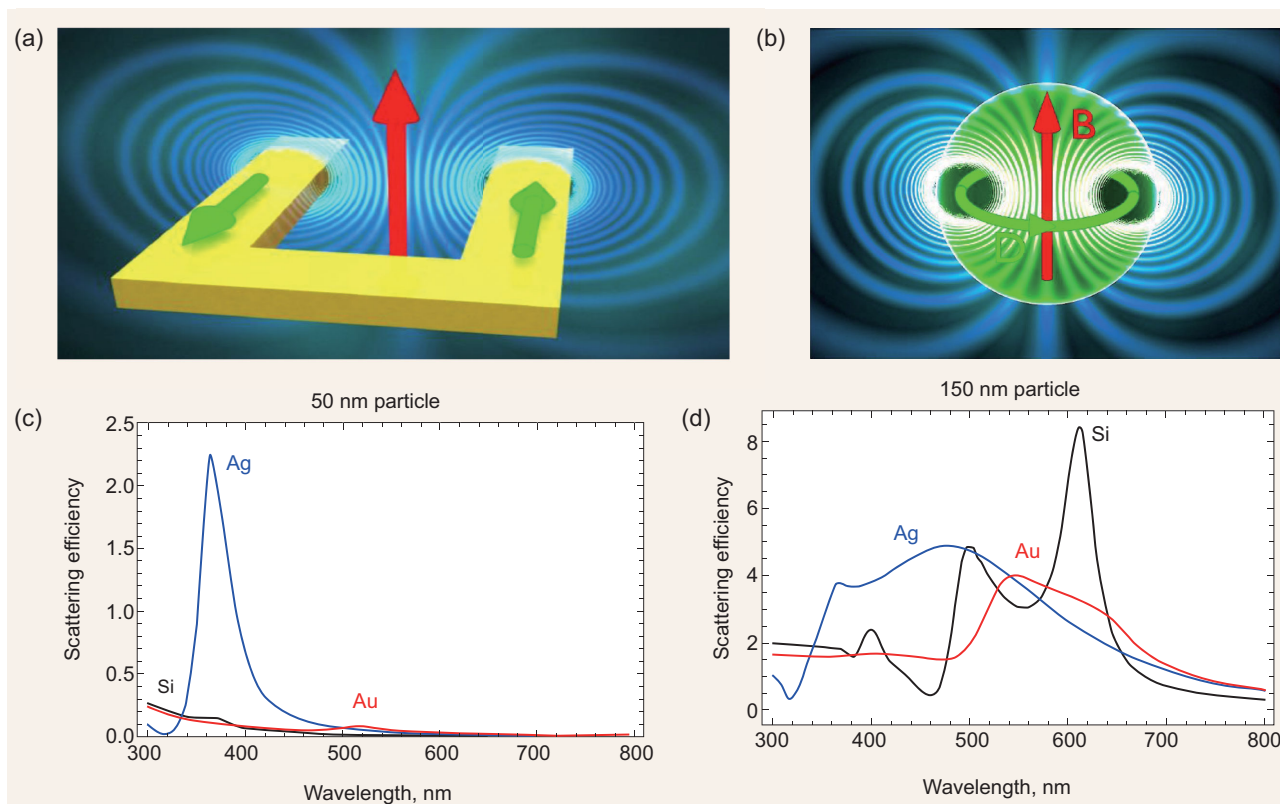 (a)
(b)
B
D
50 nm particle
150 nm particle
(c)
(d)
2.5
2.0
1.5
1.0
0.5
0.0
Scattering efficiency
Ag
Si
Au
300 400 500 600 700 800
Wavelength, nm
8
6
4
2
0
Scattering efficiency
Si
Ag
Au
300 400 500 600 700 800
Wavelength, nm